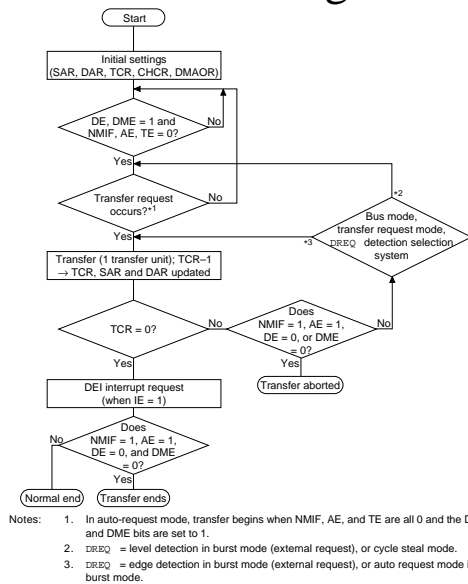 Start
Initial settings
(SAR, DAR, TCR, CHCR, DMAOR)
DE, DME = 1 and
NMIF, AE, TE = 0?
No
Yes
Transfer request
occurs?*1
No
Yes
*2
Bus mode,
transfer request mode,
DREQ detection selection
system
*3
Transfer (1 transfer unit); TCR–1
→ TCR, SAR and DAR updated
TCR = 0?
No
Does
NMIF = 1, AE = 1,
DE = 0, or DME
= 0?
No
Yes
Yes
Transfer aborted
DEI interrupt request
(when IE = 1)
Does
NMIF = 1, AE = 1,
DE = 0, and DME
= 0?
No
Yes
Normal end
Transfer ends
Notes: 1. In auto-request mode, transfer begins when NMIF, AE, and TE are all 0 and the
and DME bits are set to 1.
2. DREQ = level detection in burst mode (external request), or cycle steal mode.
3. DREQ = edge detection in burst mode (external request), or auto request mode
burst mode.